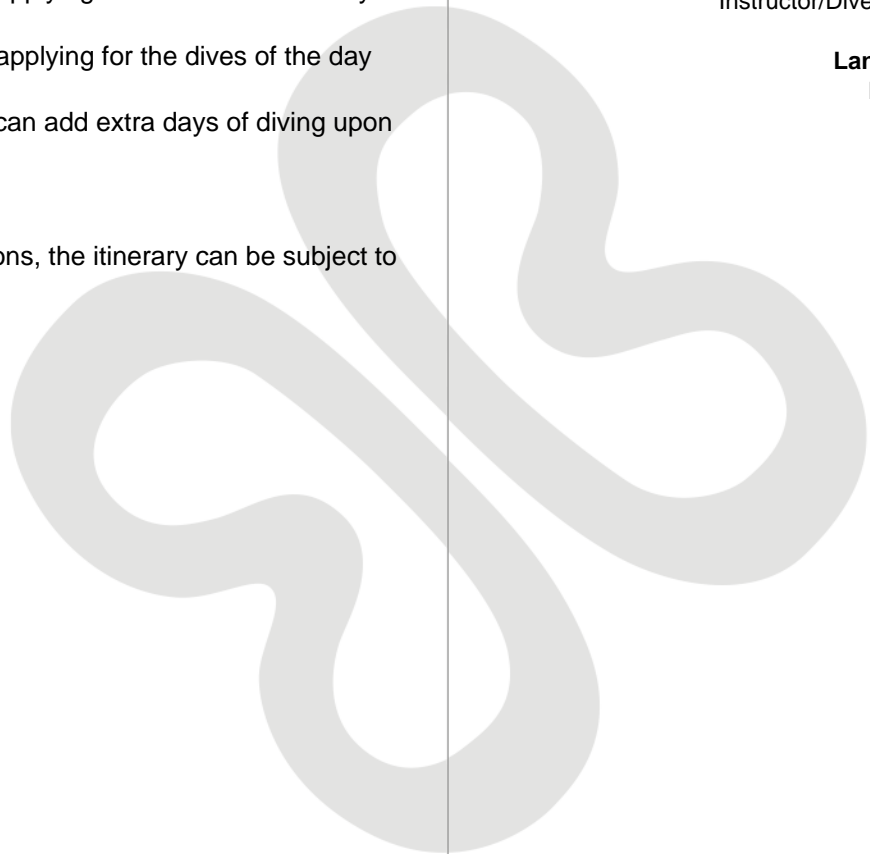 applying for the dives of the day
can add extra days of diving upon
ons, the itinerary can be subject to
Instructor/Dive
Lar